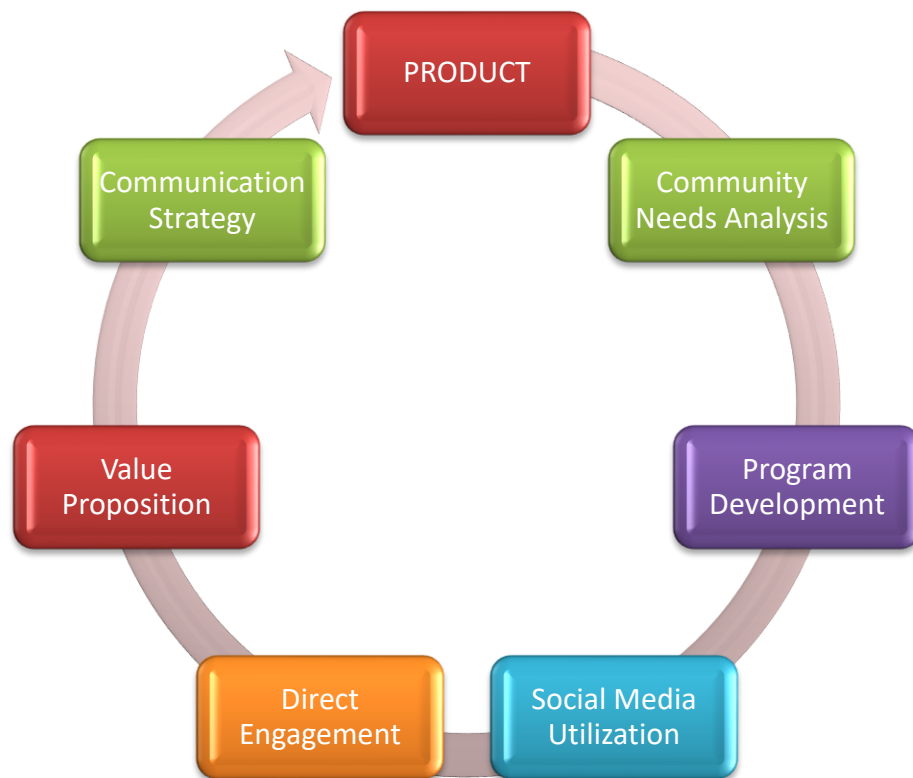 PRODUCT
Community
Needs Analysis
Program
Development
Social Media
Utilization
Direct
Engagement
Value
Proposition
Communication
Strategy